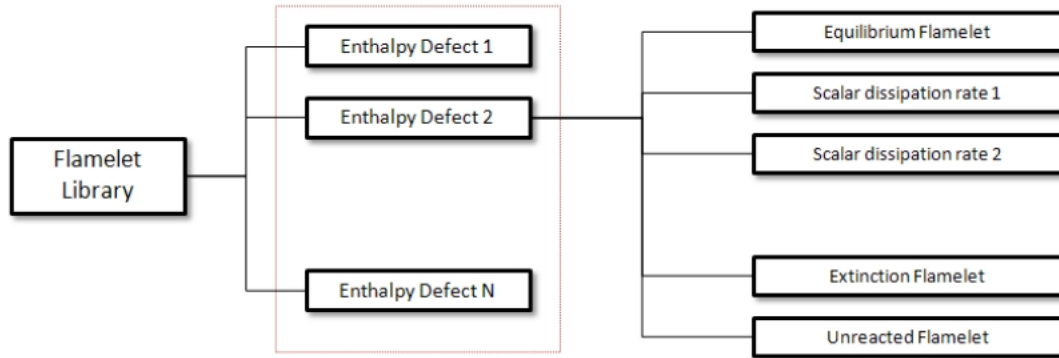 Flamelet
Library
Enthalpy Defect 1
Enthalpy Defect 2
Enthalpy Defect N
Equilibrium Flamelet
Scalar dissipation rate 1
Scalar dissipation rate 2
Extinction Flamelet
Unreacted Flamelet